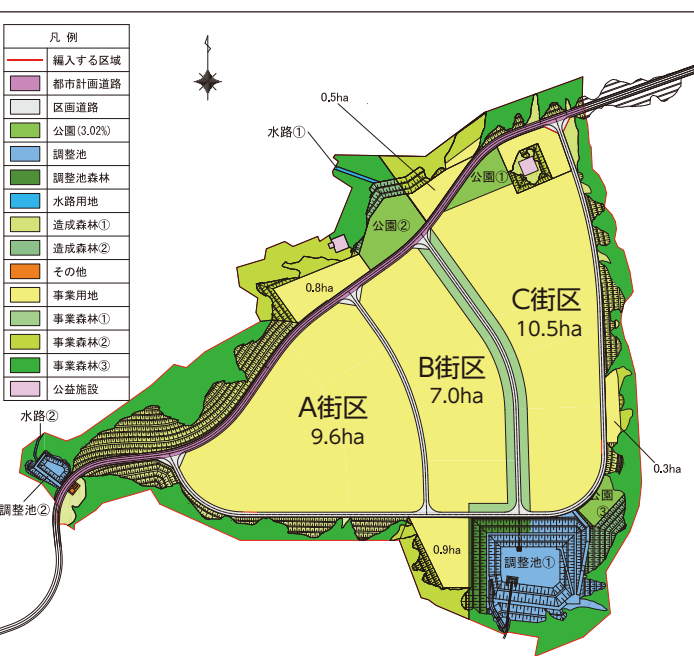 凡 例
編入する区域
都市計画道路
区画道路
公園(3.02%)
調整池
調整池森林
水路用地
造成森林①
造成森林②
その他
事業用地
事業森林①
事業森林②
事業森林③
公益施設
0.5ha
水路①
公園①
公園②
0.8ha
C街区
10.5ha
B街区
7.0ha
A街区
9.6ha
水路②
0.3ha
調整池②
公園
③
0.9ha
調整池①